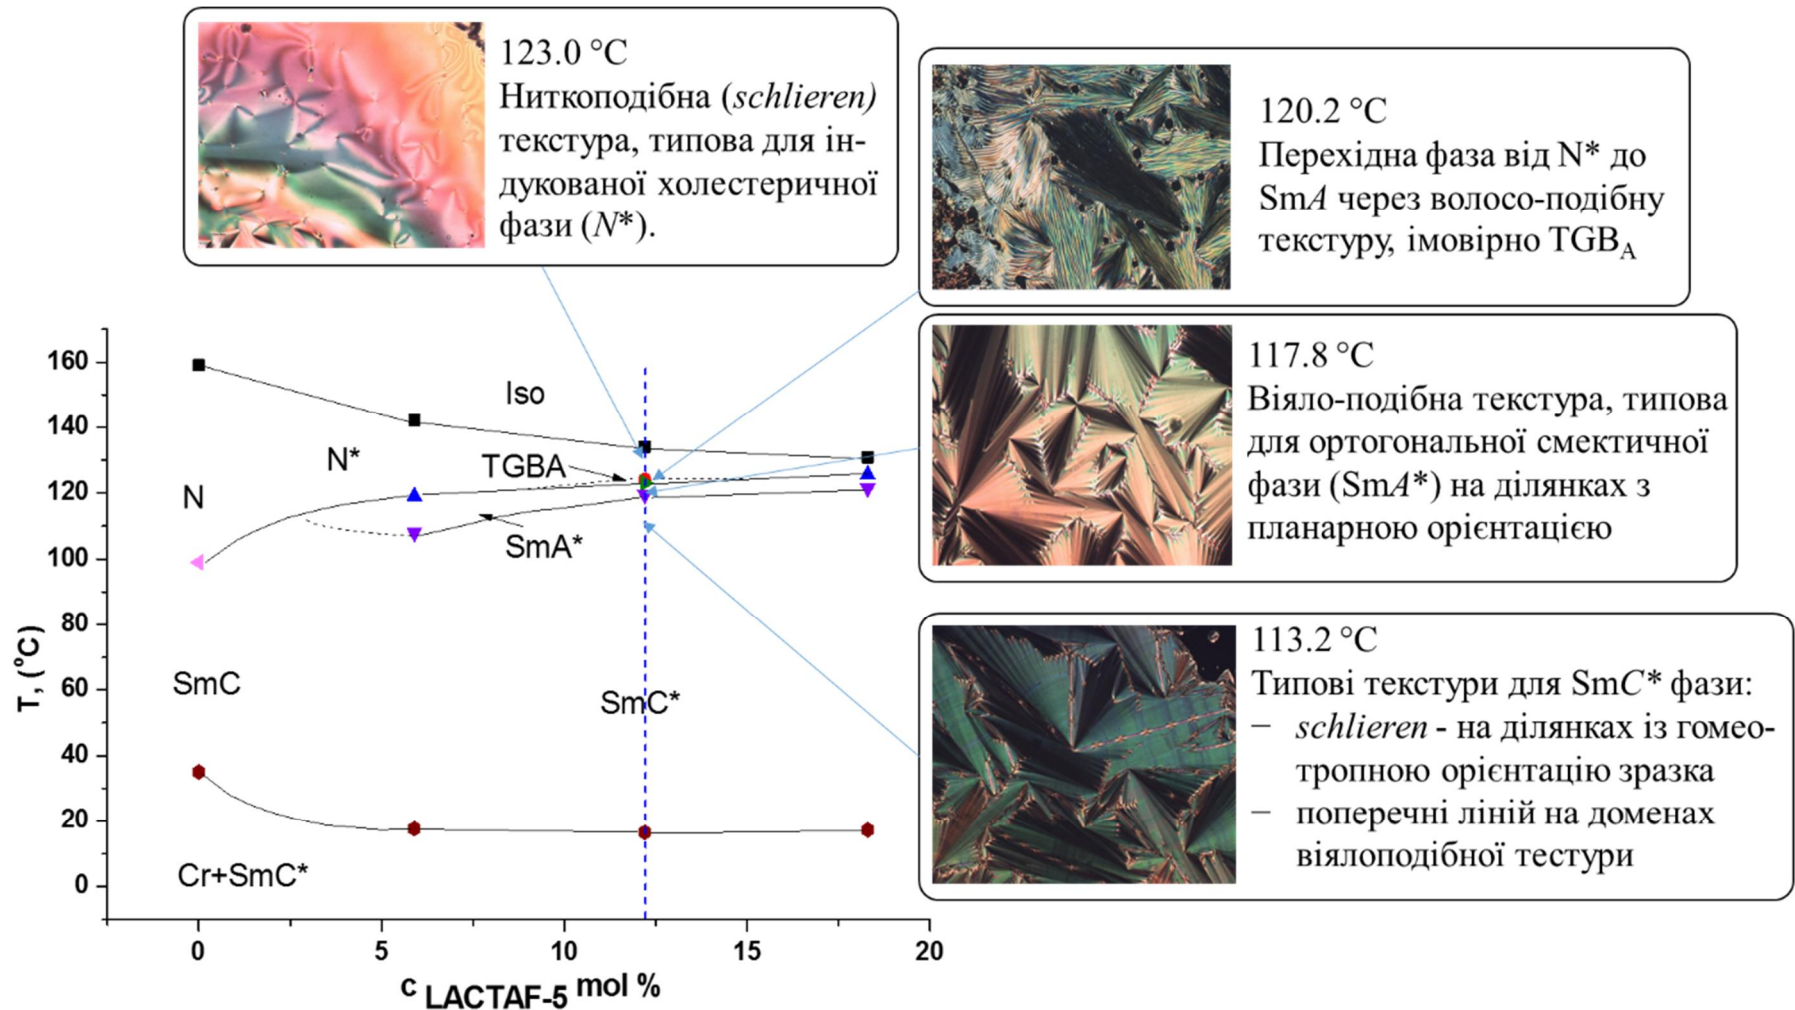 123.0 °C
Ниткоподібна (schlieren)
текстура, типова для ін-
дукованої холестеричної
фази (N*).
120.2 °C
Перехідна фаза від N* до
SmA через волосо-подібну
текстуру, імовірно TGBA
117.8 °C
Віяло-подібна текстура, типова
для ортогональної смектичної
фази (SmA*) на ділянках з
планарною орієнтацією
113.2 °C
Типові текстури для SmC* фази:
– schlieren - на ділянках із гомео-
тропною орієнтацію зразка
– поперечні ліній на доменах
віялоподібної тестури
160
140
120
100
80
60
40
20
0
T, (°C)
Iso
N*
TGBA
N
SmA*
SmC
SmC*
Cr+SmC*
0
5
10
15
20
c LACTAF-5 mol %